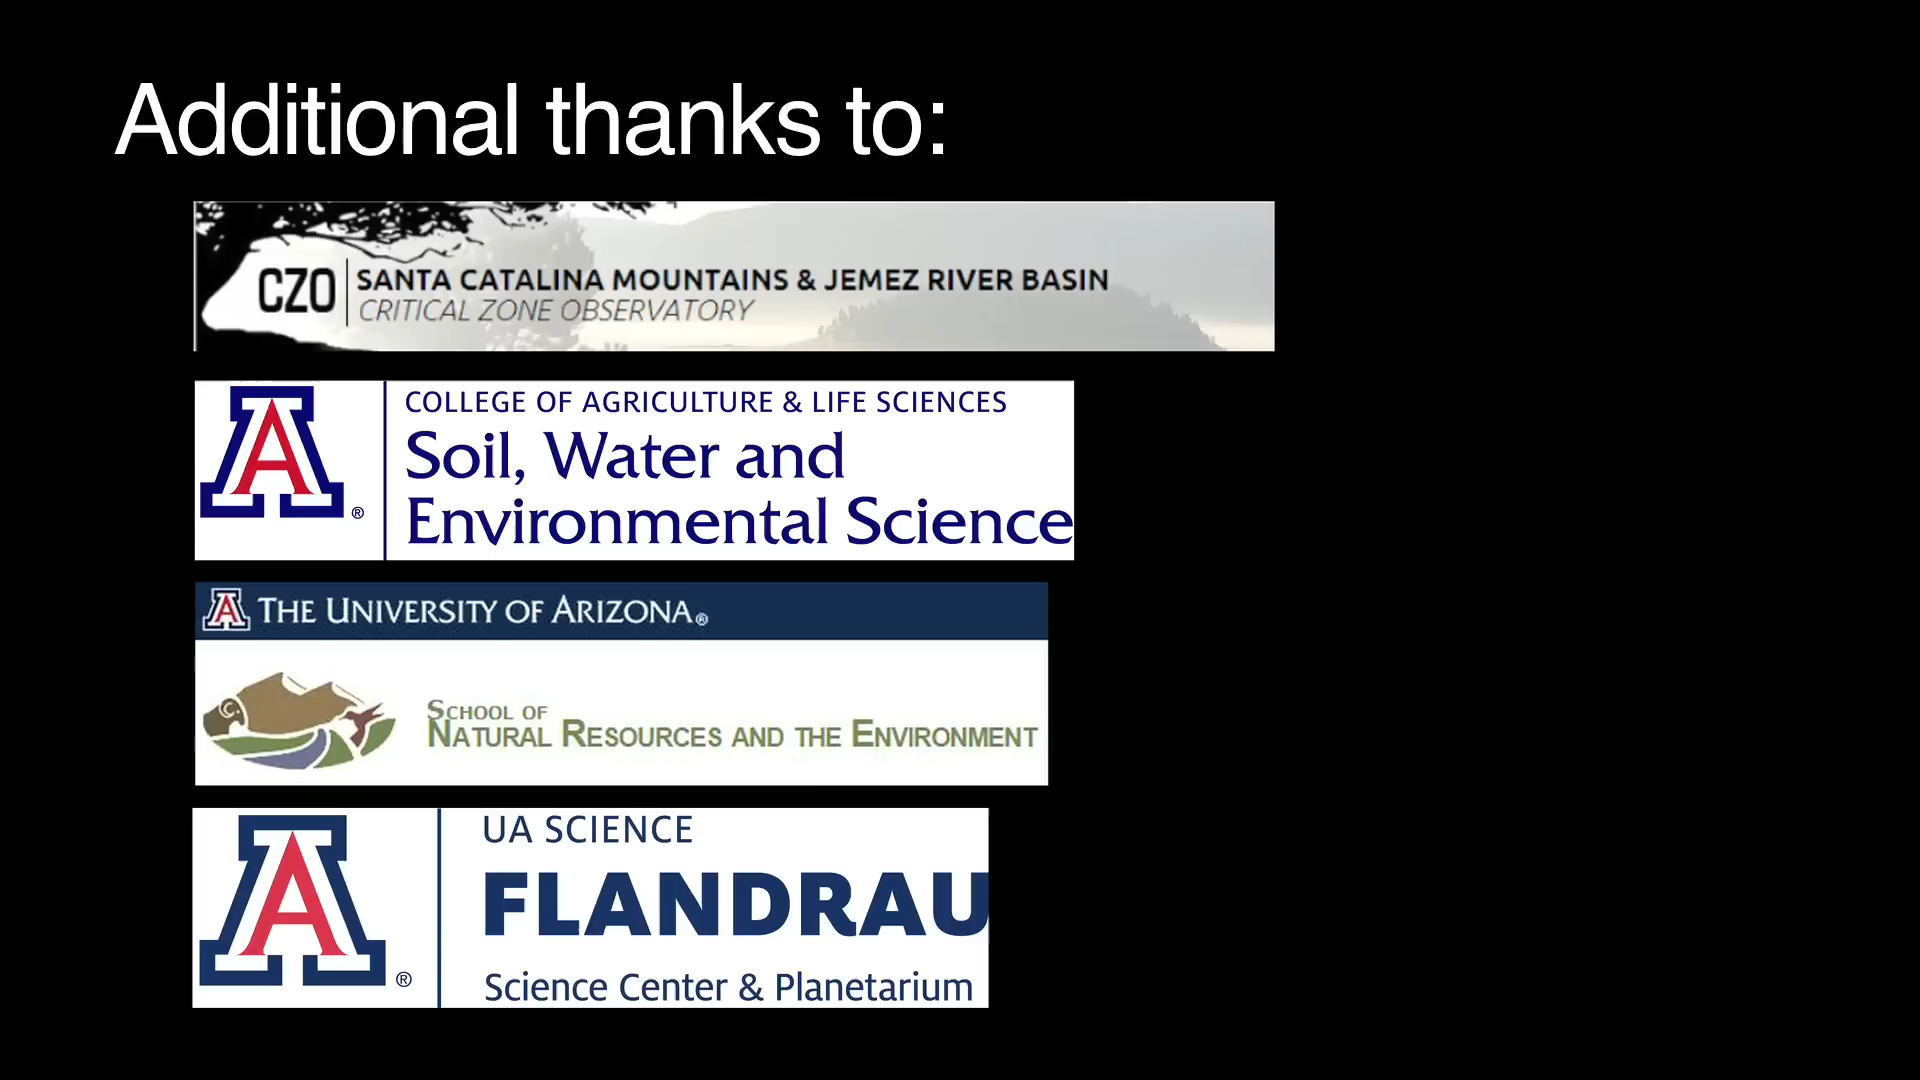 Additional thanks to:
CZO
SANTA CATALINA MOUNTAINS & JEMEZ RIVER BASIN
CRITICAL ZONE OBSERVATORY
A ®
COLLEGE OF AGRICULTURE & LIFE SCIENCES
Soil, Water and
Environmental Science
A THE UNIVERSITY OF ARIZONA®
SCHOOL OF
NATURAL RESOURCES AND THE ENVIRONMENT
A ®
UA SCIENCE
FLANDRAU
Science Center & Planetarium